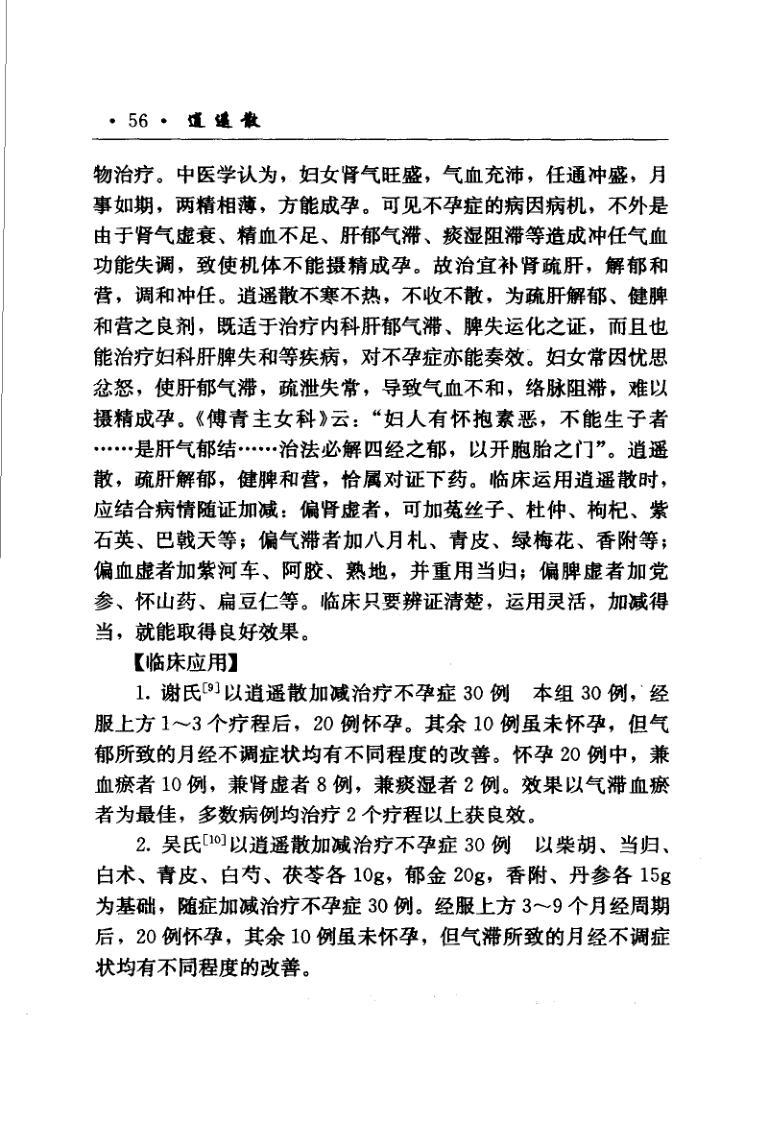 · 56 · 逍遥散
物治疗。中医学认为，妇女肾气旺盛，气血充沛，任通冲盛，月
事如期，两精相薄，方能成孕。可见不孕症的病因病机，不外是
由于肾气虚衰、精血不足、肝郁气滞、痰湿阻滞等造成冲任气血
功能失调，致使机体不能摄精成孕。故治宜补肾疏肝，解郁和
营，调和冲任。逍遥散不寒不热，不收不散，为疏肝解郁、健脾
和营之良剂，既适于治疗内科肝郁气滞、脾失运化之证，而且也
能治疗妇科肝脾失和等疾病，对不孕症亦能奏效。妇女常因忧思
忿怒，使肝郁气滞，疏泄失常，导致气血不和，络脉阻滞，难以
摄精成孕。《傅青主女科》云：“妇人有怀抱素恶，不能生子者
……是肝气郁结……治法必解四经之郁，以开胞胎之门”。逍遥
散，疏肝解郁，健脾和营，恰属对证下药。临床运用逍遥散时，
应结合病情随证加减：偏肾虚者，可加菟丝子、杜仲、枸杞、紫
石英、巴戟天等；偏气滞者加八月札、青皮、绿梅花、香附等；
偏血虚者加紫河车、阿胶、熟地，并重用当归；偏脾虚者加党
参、怀山药、扁豆仁等。临床只要辨证清楚，运用灵活，加减得
当，就能取得良好效果。
【临床应用】
1. 谢氏[9]以逍遥散加减治疗不孕症 30 例　本组 30 例，经
服上方 1～3 个疗程后，20 例怀孕。其余 10 例虽未怀孕，但气
郁所致的月经不调症状均有不同程度的改善。怀孕 20 例中，兼
血瘀者 10 例，兼肾虚者 8 例，兼痰湿者 2 例。效果以气滞血瘀
者为最佳，多数病例均治疗 2 个疗程以上获良效。
2. 吴氏[10]以逍遥散加减治疗不孕症 30 例　以柴胡、当归、
白术、青皮、白芍、茯苓各 10g，郁金 20g，香附、丹参各 15g
为基础，随症加减治疗不孕症 30 例。经服上方 3～9 个月经周期
后，20 例怀孕，其余 10 例虽未怀孕，但气滞所致的月经不调症
状均有不同程度的改善。